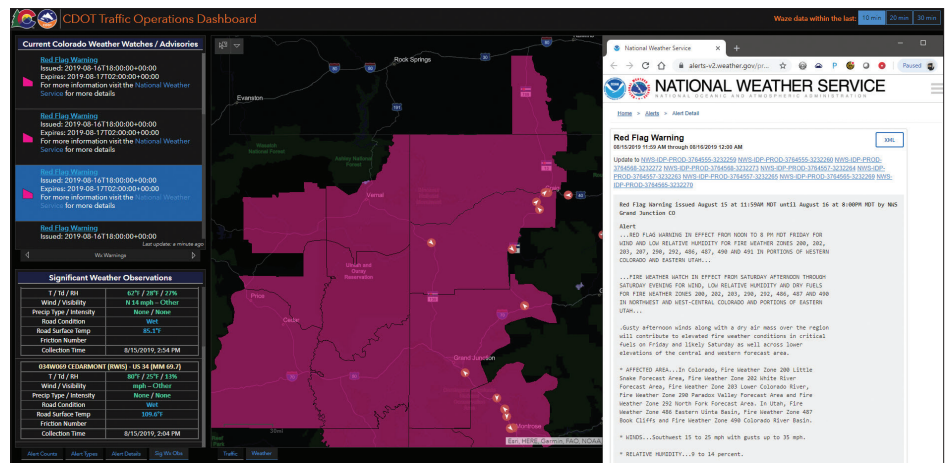 CDOT Traffic Operations Dashboard
Waze data within the last:
10 min
20 min
30 min
Current Colorado Weather Watches / Advisories
Red Flag Warning
Issued: 2019-08-16T18:00:00+00:00
Expires: 2019-08-17T02:00:00+00:00
For more information visit the National Weather
Service for more details
Red Flag Warning
Issued: 2019-08-16T18:00:00+00:00
Expires: 2019-08-17T02:00:00+00:00
For more information visit the National Weather
Service for more details
Red Flag Warning
Issued: 2019-08-16T18:00:00+00:00
Expires: 2019-08-17T02:00:00+00:00
For more information visit the National Weather
Service for more details
Red Flag Warning
Issued: 2019-08-16T18:00:00+00:00
Last update: a minute ago
Wx Warnings
Significant Weather Observations
T / Td / RH 62°F / 28°F / 27%
Wind / Visibility N 14 mph – Other
Precip Type / Intensity None / None
Road Condition Wet
Road Surface Temp 85.1°F
Friction Number
Collection Time 8/15/2019, 2:54 PM
034W069 CEDARMONT (RWIS) - US 34 (MM 69.7)
T / Td / RH 80°F / 25°F / 13%
Wind / Visibility mph – Other
Precip Type / Intensity None / None
Road Condition Wet
Road Surface Temp 109.6°F
Friction Number
Collection Time 8/15/2019, 2:04 PM
Alert Counts
Alert Types
Alert Details
Sig Wx Obs
Traffic
Weather
Rock Springs
Evanston
Wasatch
National Forest
Ashley National
Forest
Craig
Vernal
Uintah and
Ouray
Reservation
Price
Castle
Grand Junction
Montrose
Esri, HERE, Garmin, FAO, NOAA
National Weather Service
alerts-v2.weather.gov/pr...
Paused
NATIONAL WEATHER SERVICE
NATIONAL OCEANIC AND ATMOSPHERIC ADMINISTRATION
Home > Alerts > Alert Detail
Red Flag Warning
08/15/2019 11:59 AM through 08/16/2019 12:00 AM
XML
Update to NWS-IDP-PROD-3764555-3232259 NWS-IDP-PROD-
3764566-3232272 NWS-IDP-PROD-3764568-3232273 NWS-IDP-PROD-3764557-3232264 NWS-IDP-
PROD-3764557-3232263 NWS-IDP-PROD-3764557-3232265 NWS-IDP-PROD-3764565-3232269 NWS-
IDP-PROD-3764565-3232270
Red Flag Warning issued August 15 at 11:59AM MDT until August 16 at 8:00PM MDT by NWS
Grand Junction CO
Alert
...RED FLAG WARNING IN EFFECT FROM NOON TO 8 PM MDT FRIDAY FOR
WIND AND LOW RELATIVE HUMIDITY FOR FIRE WEATHER ZONES 200, 202,
203, 207, 290, 292, 486, 487, 490 AND 491 IN PORTIONS OF WESTERN
COLORADO AND EASTERN UTAH...
...FIRE WEATHER WATCH IN EFFECT FROM SATURDAY AFTERNOON THROUGH
SATURDAY EVENING FOR WIND, LOW RELATIVE HUMIDITY AND DRY FUELS
FOR FIRE WEATHER ZONES 200, 202, 203, 290, 292, 486, 487 AND 490
IN NORTHWEST AND WEST-CENTRAL COLORADO AND PORTIONS OF EASTERN
UTAH...
.Gusty afternoon winds along with a dry air mass over the region
will contribute to elevated fire weather conditions in critical
fuels on Friday and likely Saturday as well across lower
elevations of the central and western forecast area.
* AFFECTED AREA...In Colorado, Fire Weather Zone 200 Little
Snake Forecast Area, Fire Weather Zone 202 White River
Forecast Area, Fire Weather Zone 203 Lower Colorado River,
Fire Weather Zone 290 Paradox Valley Forecast Area and Fire
Weather Zone 292 North Fork Forecast Area. In Utah, Fire
Weather Zone 486 Eastern Uinta Basin, Fire Weather Zone 487
Book Cliffs and Fire Weather Zone 490 Colorado River Basin.
* WINDS...Southwest 15 to 25 mph with gusts up to 35 mph.
* RELATIVE HUMIDITY...9 to 14 percent.